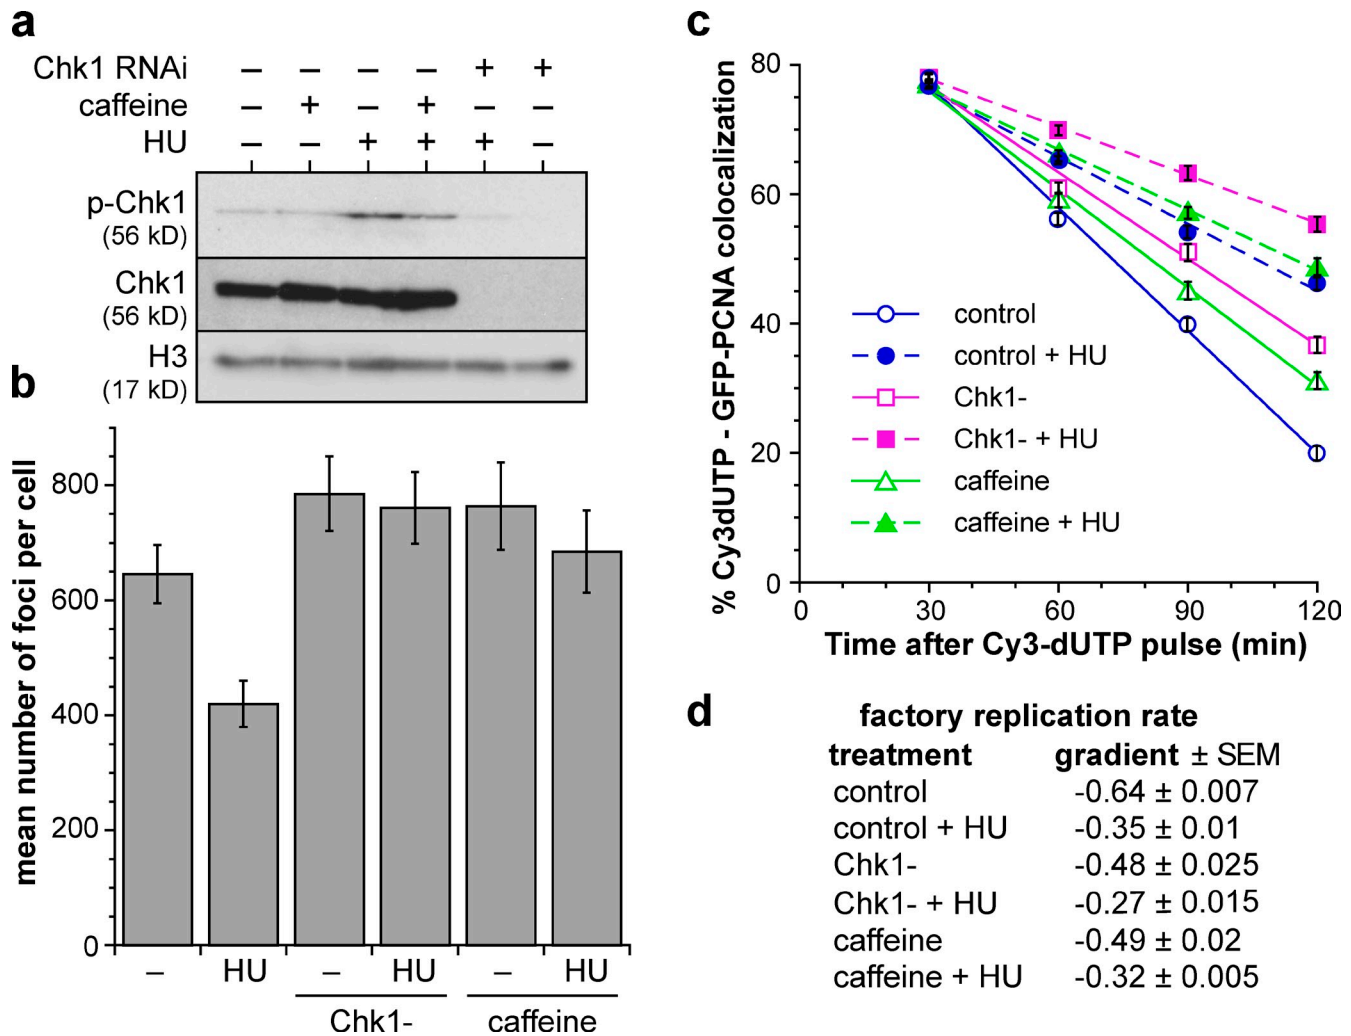 a
Chk1 RNAi – – – – + +
caffeine – + – + – –
HU – – + + + –
p-Chk1
(56 kD)
Chk1
(56 kD)
H3
(17 kD)
b
mean number of foci per cell
800
600
400
200
0
– HU – HU – HU
Chk1- caffeine
c
% Cy3dUTP - GFP-PCNA colocalization
80
60
40
20
0
0 30 60 90 120
Time after Cy3-dUTP pulse (min)
control
control + HU
Chk1-
Chk1- + HU
caffeine
caffeine + HU
d
factory replication rate
treatment gradient ± SEM
control -0.64 ± 0.007
control + HU -0.35 ± 0.01
Chk1- -0.48 ± 0.025
Chk1- + HU -0.27 ± 0.015
caffeine -0.49 ± 0.02
caffeine + HU -0.32 ± 0.005